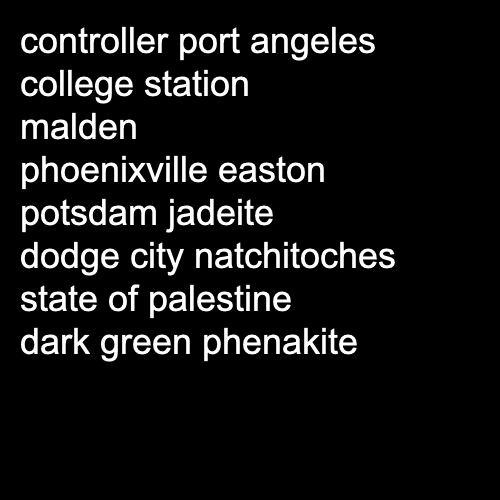 controller port angeles
college station
malden
phoenixville easton
potsdam jadeite
dodge city natchitoches
state of palestine
dark green phenakite